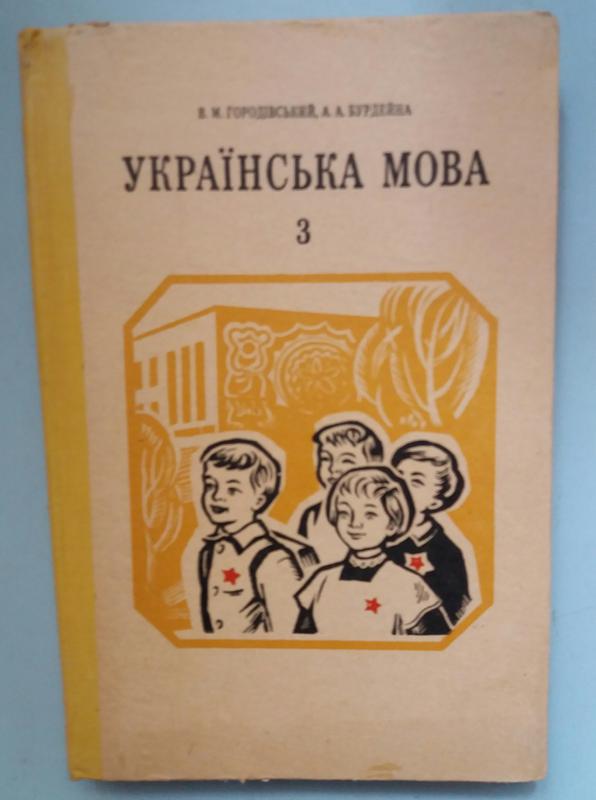 В. М. ГОРОДІВСЬКИЙ, А. А. БУРДЕЙНА
УКРАЇНСЬКА МОВА
3